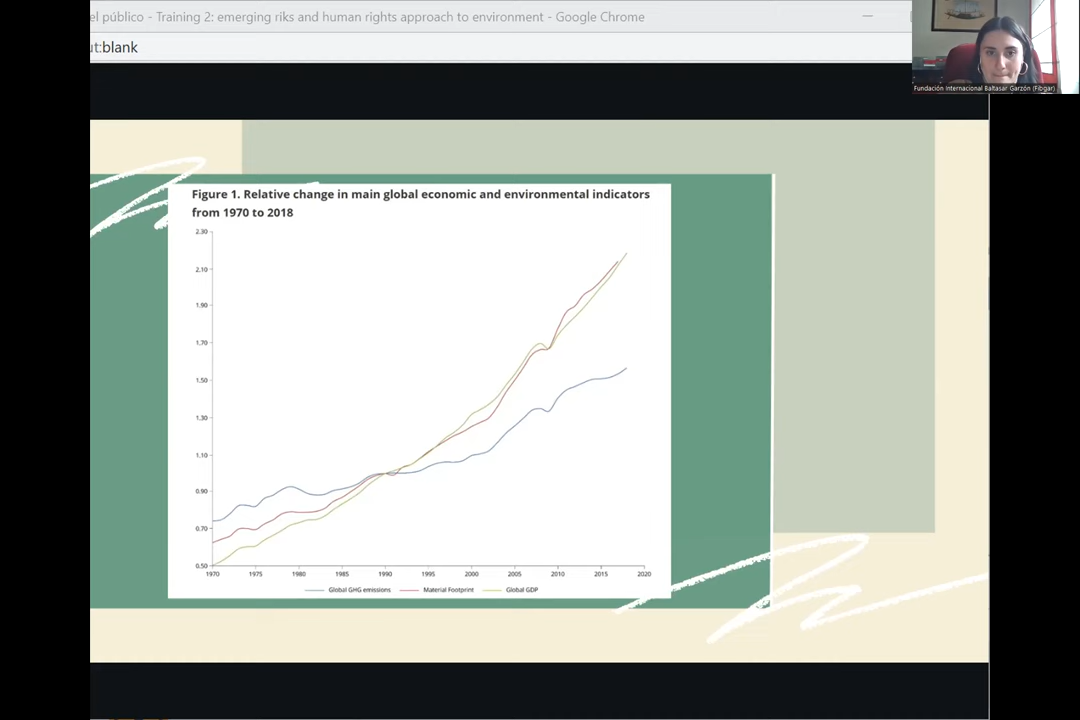 el público - Training 2: emerging riks and human rights approach to environment - Google Chrome
ut:blank
Fundación Internacional Baltasar Garzón (Fibgar)
Figure 1. Relative change in main global economic and environmental indicators
from 1970 to 2018
2.30
2.10
1.90
1.70
1.50
1.30
1.10
0.90
0.70
0.50
1970 1975 1980 1985 1990 1995 2000 2005 2010 2015 2020
Global GHG emissions Material Footprint Global GDP